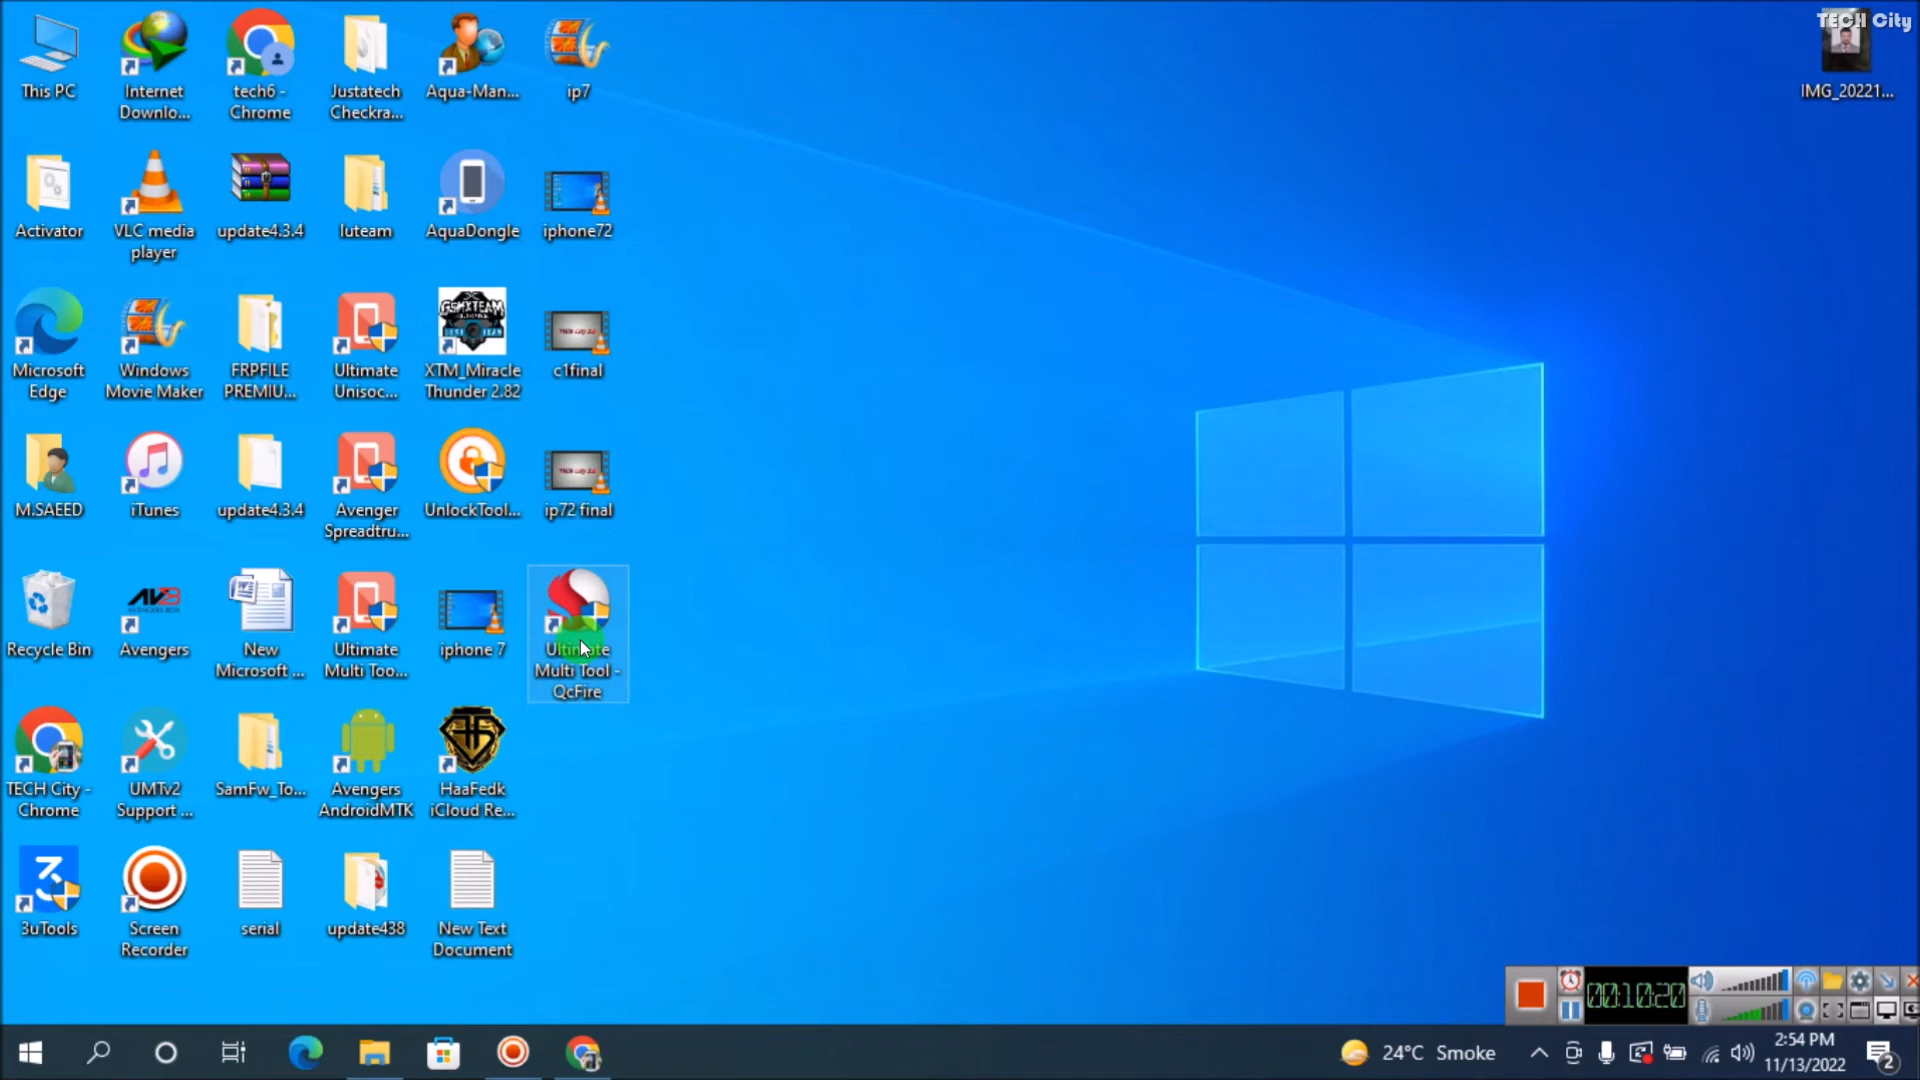 TECH City
This PC
Internet
Downlo...
tech6 -
Chrome
Justatech
Checkra...
Aqua-Man...
ip7
IMG_20221...
Activator
VLC media
player
update4.3.4
luteam
AquaDongle
iphone72
Microsoft
Edge
Windows
Movie Maker
FRPFILE
PREMIU...
Ultimate
Unisoc...
XTM_Miracle
Thunder 2.82
c1final
M.SAEED
iTunes
update4.3.4
Avenger
Spreadtru...
UnlockTool...
ip72 final
Recycle Bin
Avengers
New
Microsoft ...
Ultimate
Multi Too...
iphone 7
Ultimate
Multi Tool -
QcFire
TECH City -
Chrome
UMTv2
Support ...
SamFw_To...
Avengers
AndroidMTK
HaaFedk
iCloud Re...
3uTools
Screen
Recorder
serial
update438
New Text
Document
00:10:20
24°C Smoke
2:54 PM
11/13/2022
2